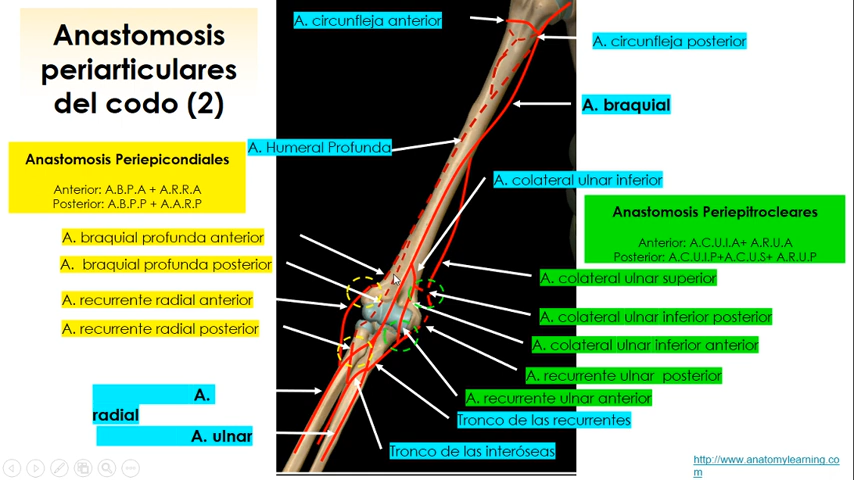 Anastomosis
periarticulares
del codo (2)
A. circunfleja anterior
A. circunfleja posterior
A. braquial
A. Humeral Profunda
Anastomosis Periepicondiales
Anterior: A.B.P.A + A.R.R.A
Posterior: A.B.P.P + A.A.R.P
A. colateral ulnar inferior
Anastomosis Periepitrocleares
Anterior: A.C.U.I.A+ A.R.U.A
Posterior: A.C.U.I.P+A.C.U.S+ A.R.U.P
A. braquial profunda anterior
A. braquial profunda posterior
A. recurrente radial anterior
A. recurrente radial posterior
A. colateral ulnar superior
A. colateral ulnar inferior posterior
A. colateral ulnar inferior anterior
A. recurrente ulnar posterior
A. recurrente ulnar anterior
A.
radial
Tronco de las recurrentes
A. ulnar
Tronco de las interóseas
http://www.anatomylearning.co
m